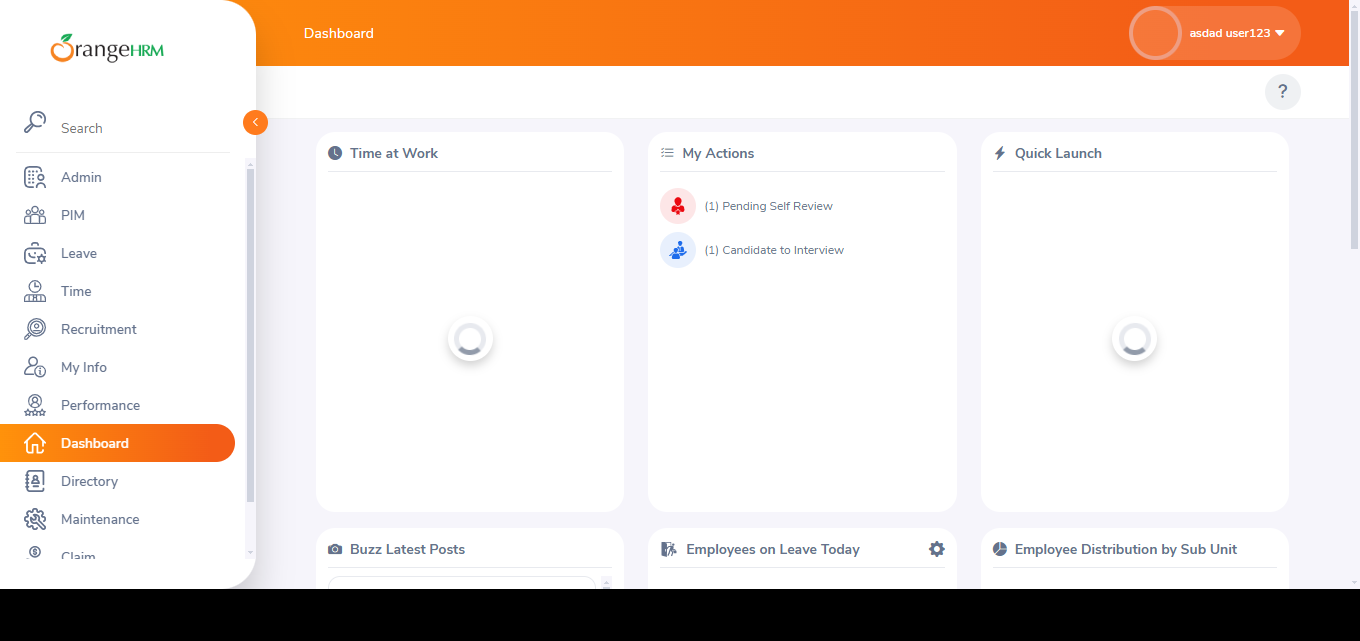 OrangeHRM
Dashboard
asdad user123
?
Search
Admin
PIM
Leave
Time
Recruitment
My Info
Performance
Dashboard
Directory
Maintenance
Claim
Time at Work
My Actions
(1) Pending Self Review
(1) Candidate to Interview
Quick Launch
Buzz Latest Posts
Employees on Leave Today
Employee Distribution by Sub Unit